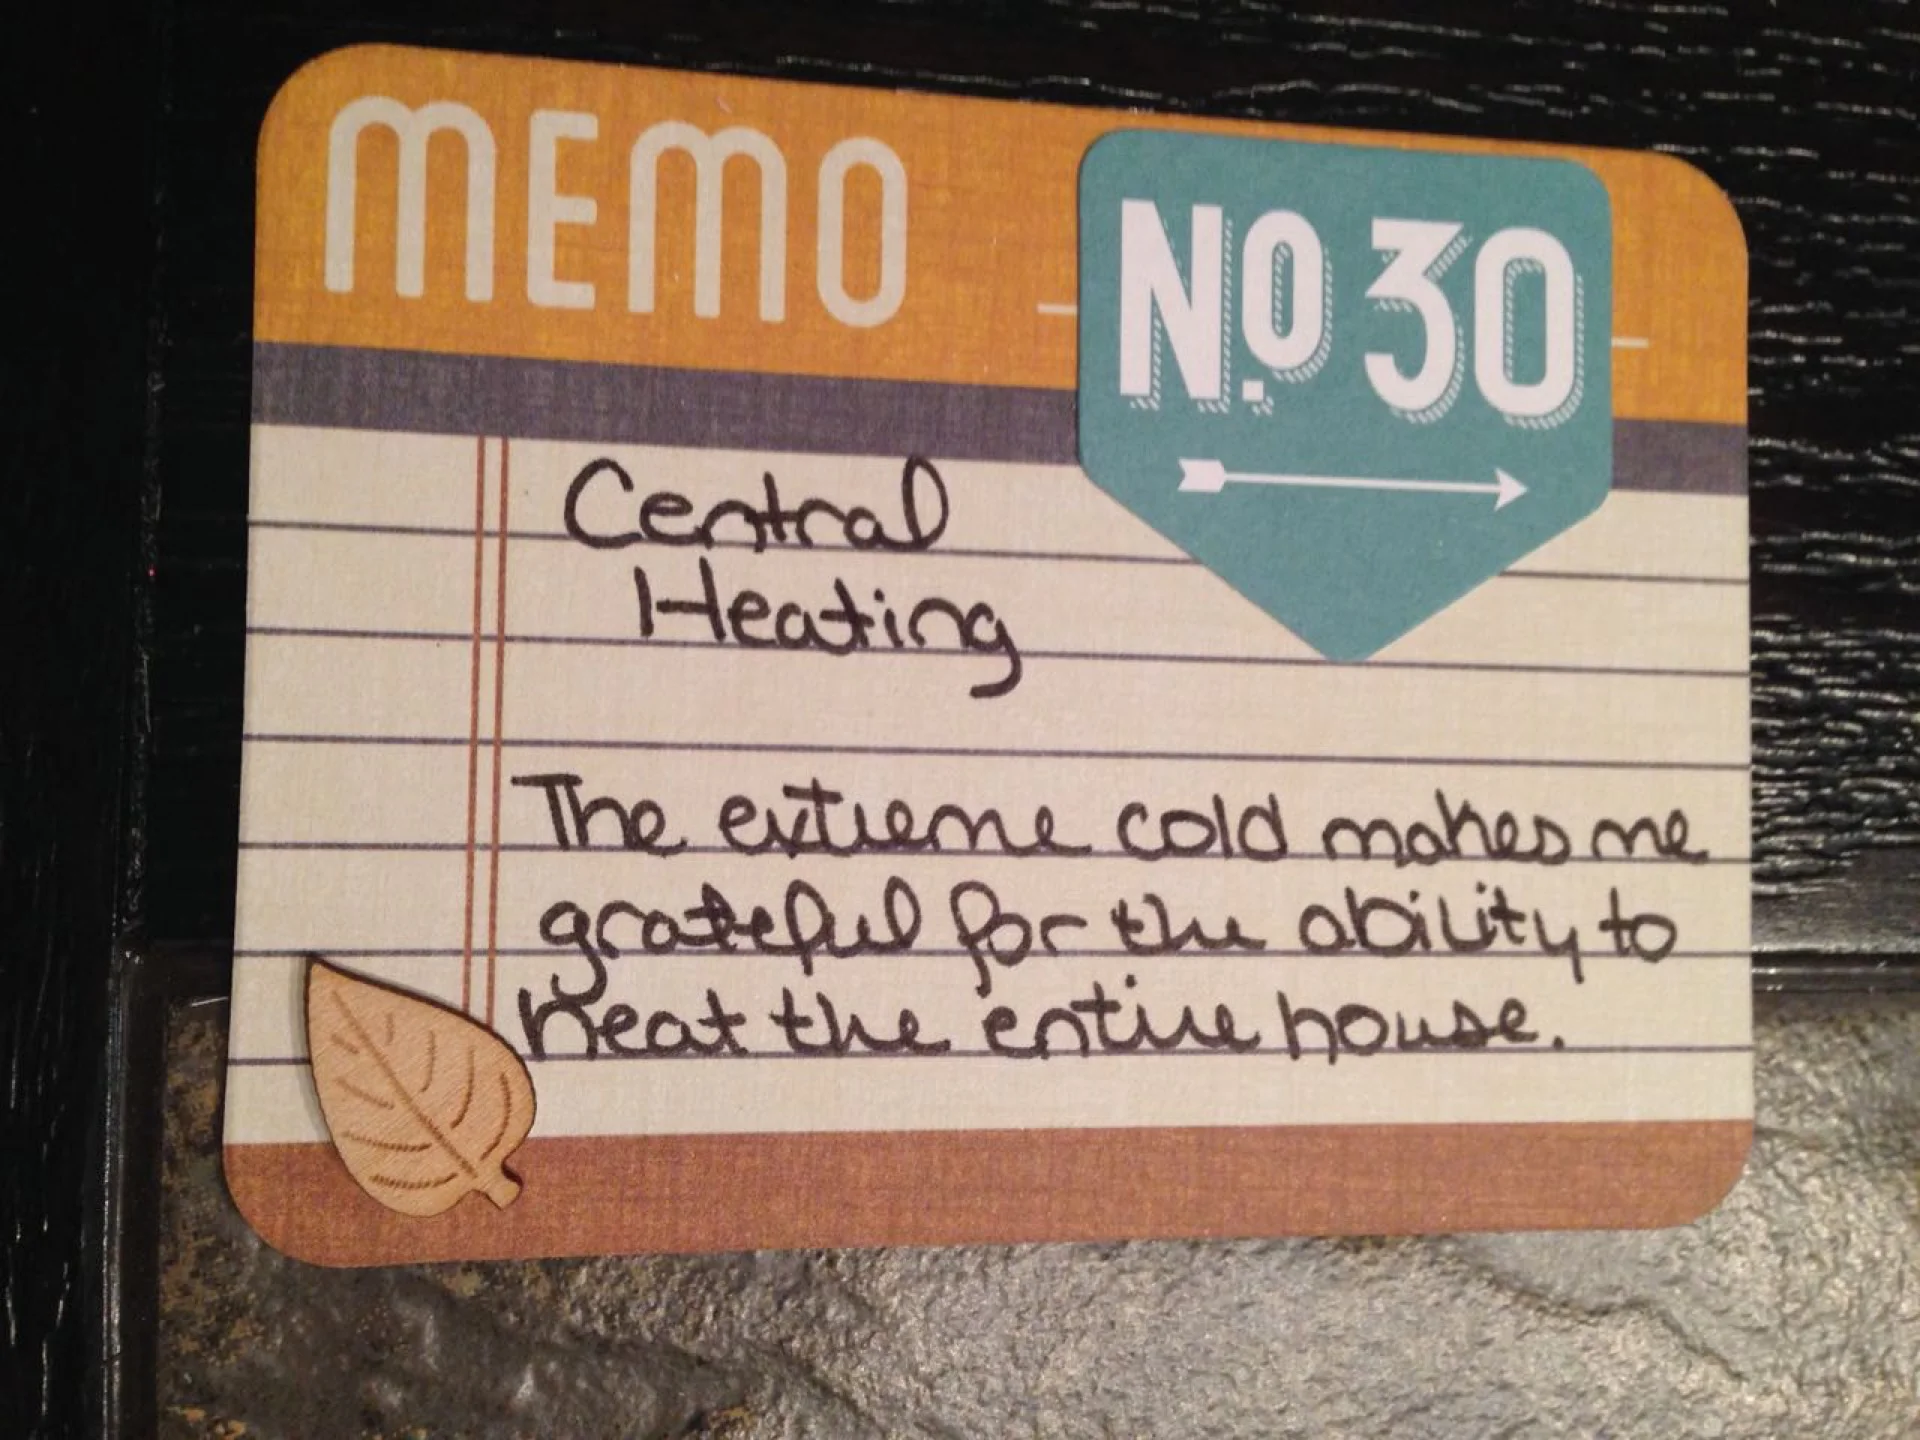 MEMO
No. 30
Central
Heating
The extreme cold makes me
grateful for the ability to
heat the entire house.